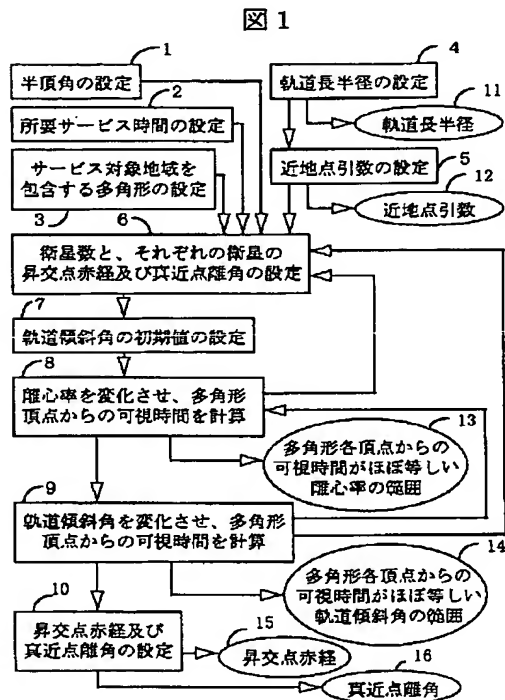 図1
1
半頂角の設定
2
所要サービス時間の設定
サービス対象地域を
包含する多角形の設定
3
4
軌道長半径の設定
11
軌道長半径
近地点引数の設定
5
12
近地点引数
6
衛星数と、それぞれの衛星の
昇交点赤経及び真近点離角の設定
7
軌道傾斜角の初期値の設定
8
離心率を変化させ、多角形
頂点からの可視時間を計算
13
多角形各頂点からの
可視時間がほぼ等しい
離心率の範囲
9
軌道傾斜角を変化させ、多角形
頂点からの可視時間を計算
14
多角形各頂点からの
可視時間がほぼ等しい
軌道傾斜角の範囲
10
昇交点赤経及び
真近点離角の設定
15
昇交点赤経
16
真近点離角